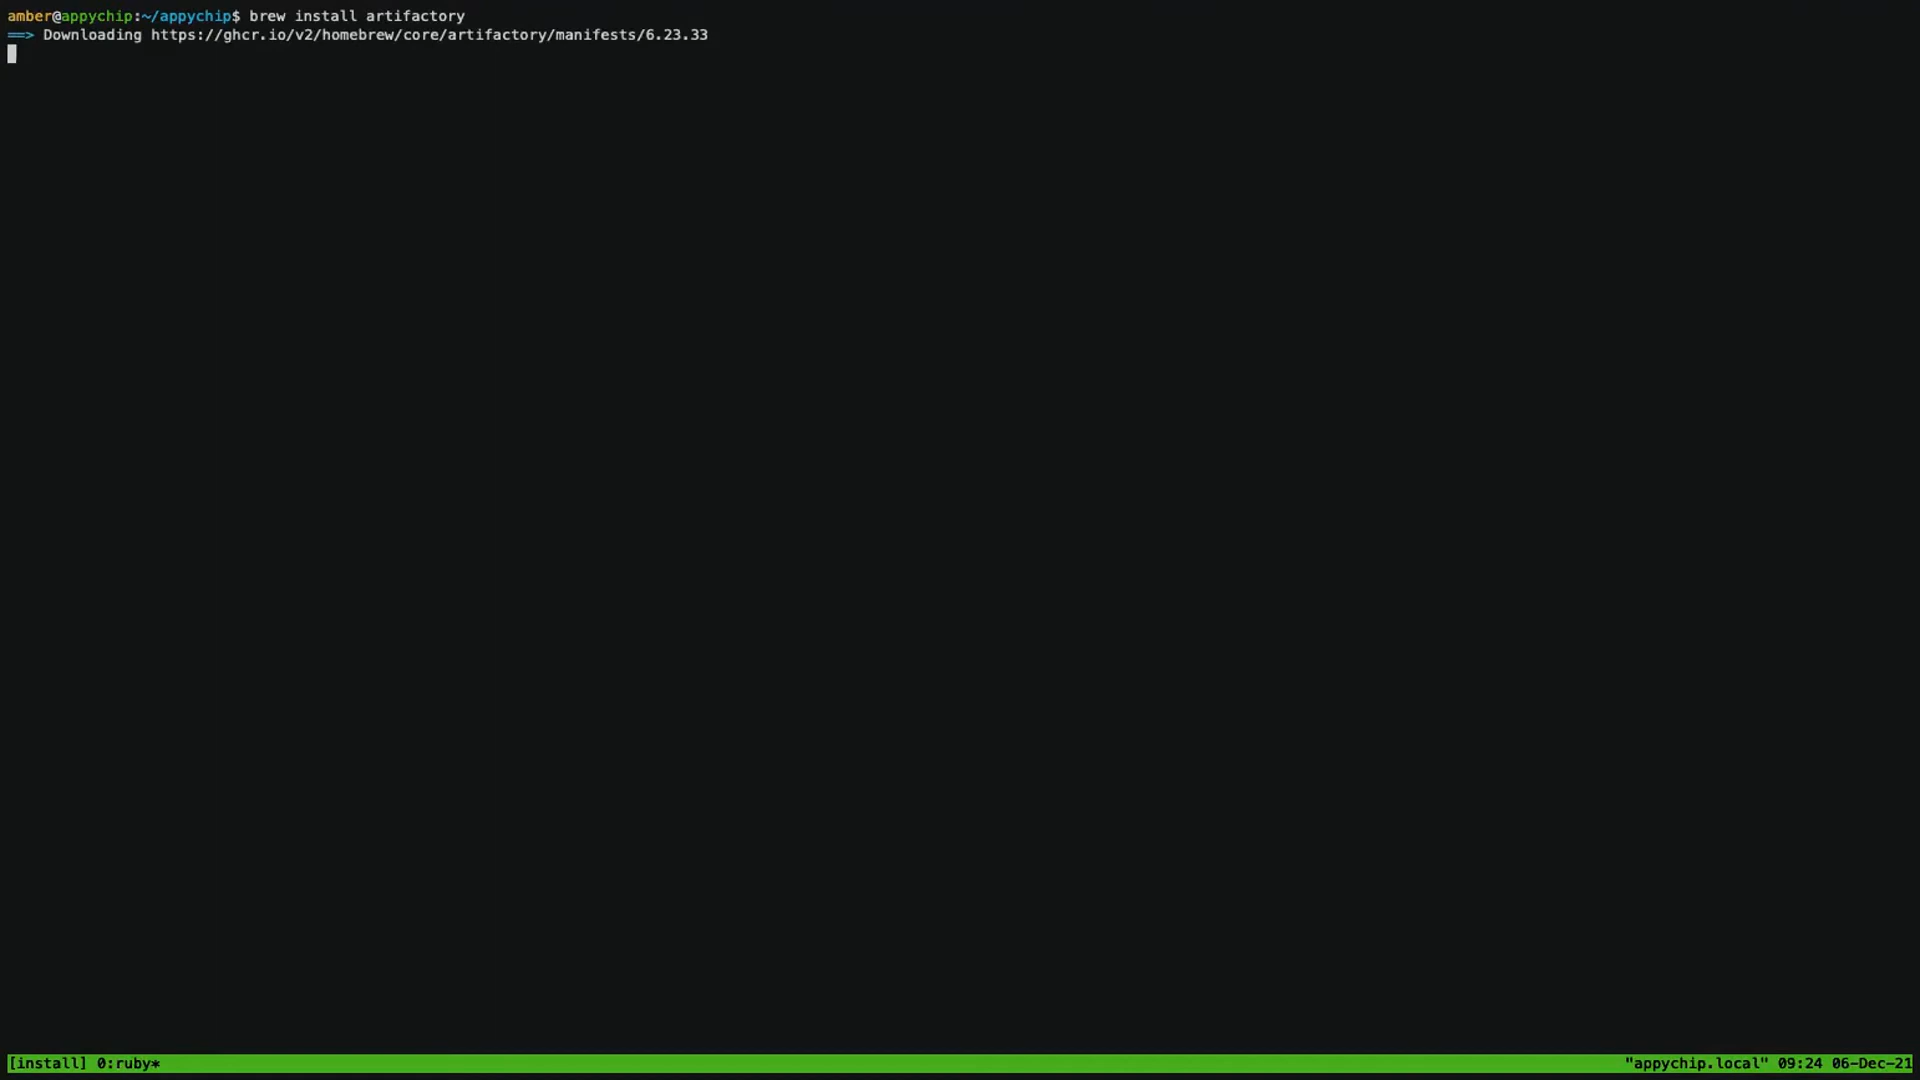 amber@appychip:~/appychip$ brew install artifactory
==> Downloading https://ghcr.io/v2/homebrew/core/artifactory/manifests/6.23.33
[install] 0:ruby* "appychip.local" 09:24 06-Dec-21